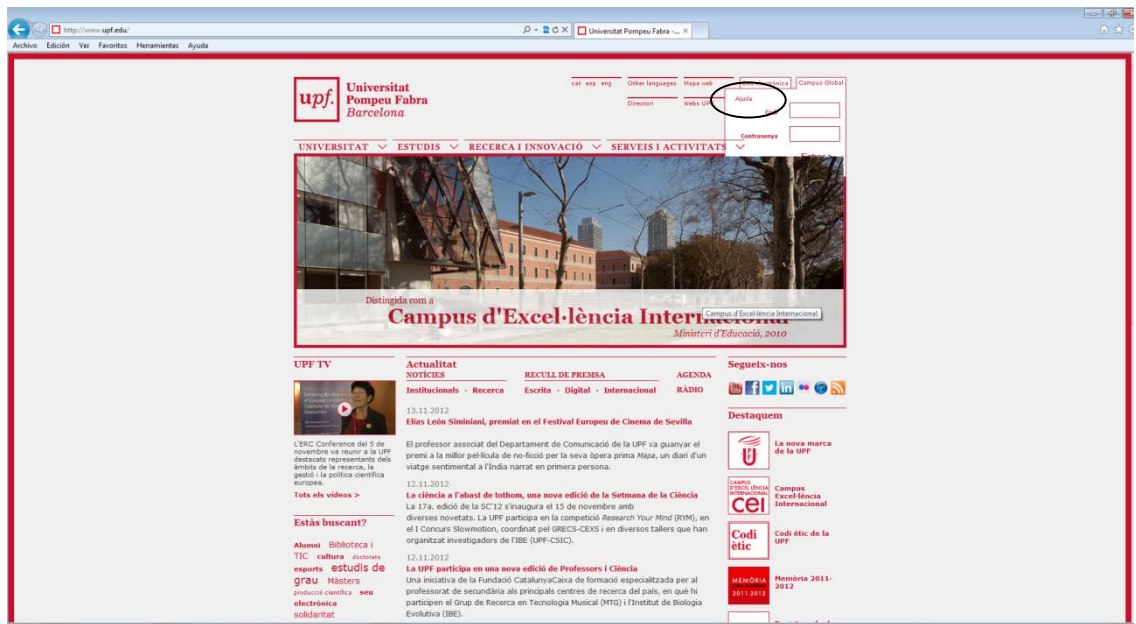 http://www.upf.edu/
Universitat Pompeu Fabra -...
Archivo Edición Ver Favoritos Herramientas Ayuda
upf.
Universitat
Pompeu Fabra
Barcelona
cat esp eng
Other languages
Mapa web
Campus Global
Directori
Webs
Ajuda
Contrasenya
UNIVERSITAT
ESTUDIS
RECERCA I INNOVACIÓ
SERVEIS I ACTIVITATS
Distingida com a
Campus d'Excel·lència Internacional
Campus d'Excel·lència Internacional
Ministeri d'Educació, 2010
UPF TV
L'ERC Conference del 5 de
novembre va reunir a la UPF
destacats representants dels
àmbits de la recerca, la
gestió i la política científica
europea.
Tots els vídeos >
Estàs buscant?
Alumni Biblioteca i
TIC cultura doctorats
esports estudis de
grau Màsters
producció científica seu
electrònica
solidaritat
Actualitat
NOTÍCIES
RECULL DE PREMSA
AGENDA
Institucionals · Recerca
Escrita · Digital · Internacional
RÀDIO
13.11.2012
Elías León Siminiani, premiat en el Festival Europeu de Cinema de Sevilla
El professor associat del Departament de Comunicació de la UPF va guanyar el
premi a la millor pel·lícula de no-ficció per la seva òpera prima Mapa, un diari d'un
viatge sentimental a l'Índia narrat en primera persona.
12.11.2012
La ciència a l'abast de tothom, una nova edició de la Setmana de la Ciència
La 17a. edició de la SC'12 s'inaugura el 15 de novembre amb
diverses novetats. La UPF participa en la competició Research Your Mind (RYM), en
el I Concurs Slowmotion, coordinat pel GRECS-CEXS i en diversos tallers que han
organitzat investigadors de l'IBE (UPF-CSIC).
12.11.2012
La UPF participa en una nova edició de Professors i Ciència
Una iniciativa de la Fundació CatalunyaCaixa de formació especialitzada per al
professorat de secundària als principals centres de recerca del país, en què hi
participen el Grup de Recerca en Tecnologia Musical (MTG) i l'Institut de Biologia
Evolutiva (IBE).
Segueix-nos
Destaquem
La nova marca
de la UPF
CAMPUS
D'EXCEL·LÈNCIA
INTERNACIONAL
cei
Campus
Excel·lència
Internacional
Codi
ètic
Codi ètic de la
UPF
MEMÒRIA
2011-2012
Memòria 2011-
2012